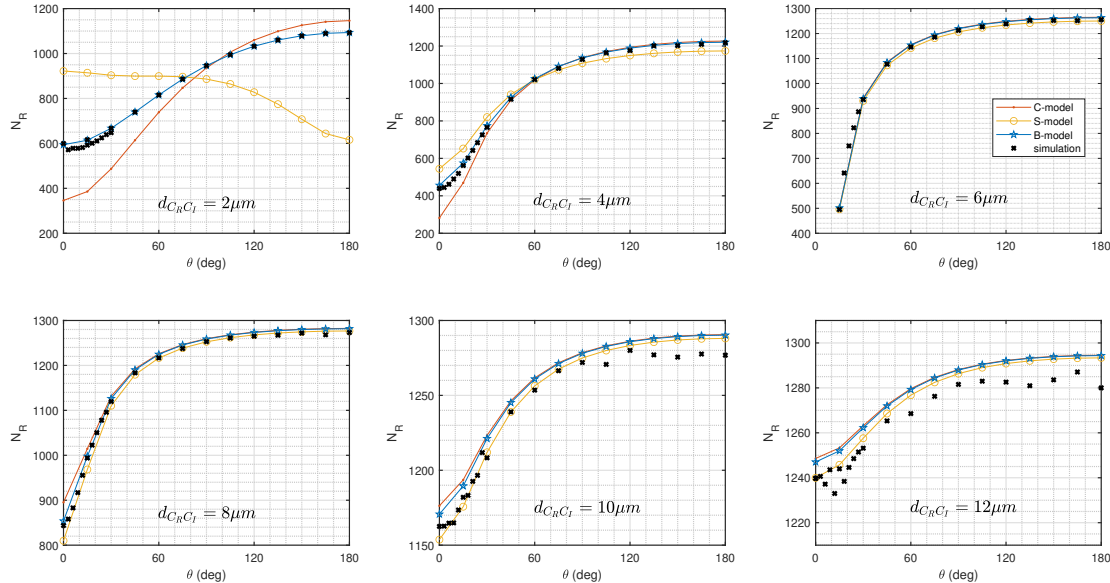 1200
1000
800
600
400
200
N_R
0 60 120 180
θ (deg)
d_{C_R C_I} = 2μm
1400
1200
1000
800
600
400
200
N_R
0 60 120 180
θ (deg)
d_{C_R C_I} = 4μm
1300
1200
1100
1000
900
800
700
600
500
400
N_R
0 60 120 180
θ (deg)
C-model
S-model
B-model
simulation
d_{C_R C_I} = 6μm
1300
1200
1100
1000
900
800
N_R
0 60 120 180
θ (deg)
d_{C_R C_I} = 8μm
1300
1250
1200
1150
N_R
0 60 120 180
θ (deg)
d_{C_R C_I} = 10μm
1300
1280
1260
1240
1220
N_R
0 60 120 180
θ (deg)
d_{C_R C_I} = 12μm